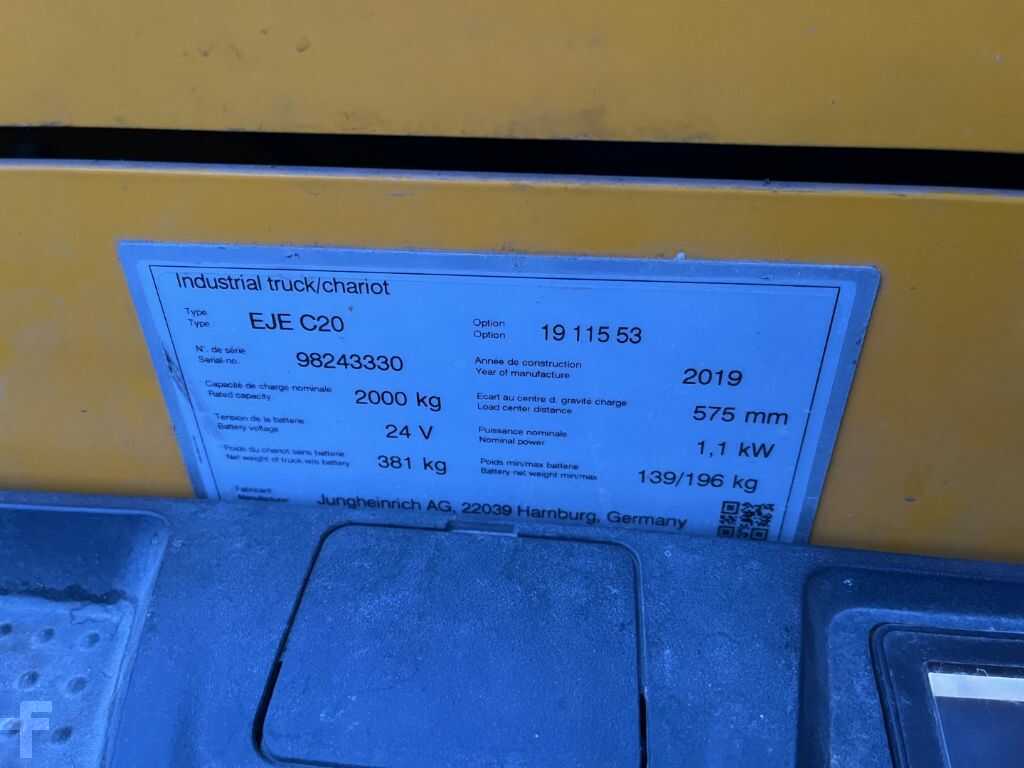 Industrial truck/chariot
Type
Type
EJE C20
Option
Option
19 115 53
N°. de série
Serial-no.
98243330
Année de construction
Year of manufacture
2019
Capacité de charge nominale
Rated capacity
2000 kg
Ecart au centre d. gravité charge
Load center distance
575 mm
Tension de la batterie
Battery voltage
24 V
Puissance nominale
Nominal power
1,1 kW
Poids du chariot sans batterie
Net weight of truck w/o battery
381 kg
Poids min/max batterie
Battery net weight min/max
139/196 kg
Fabricant
Manufacturer
Jungheinrich AG, 22039 Hamburg, Germany
F